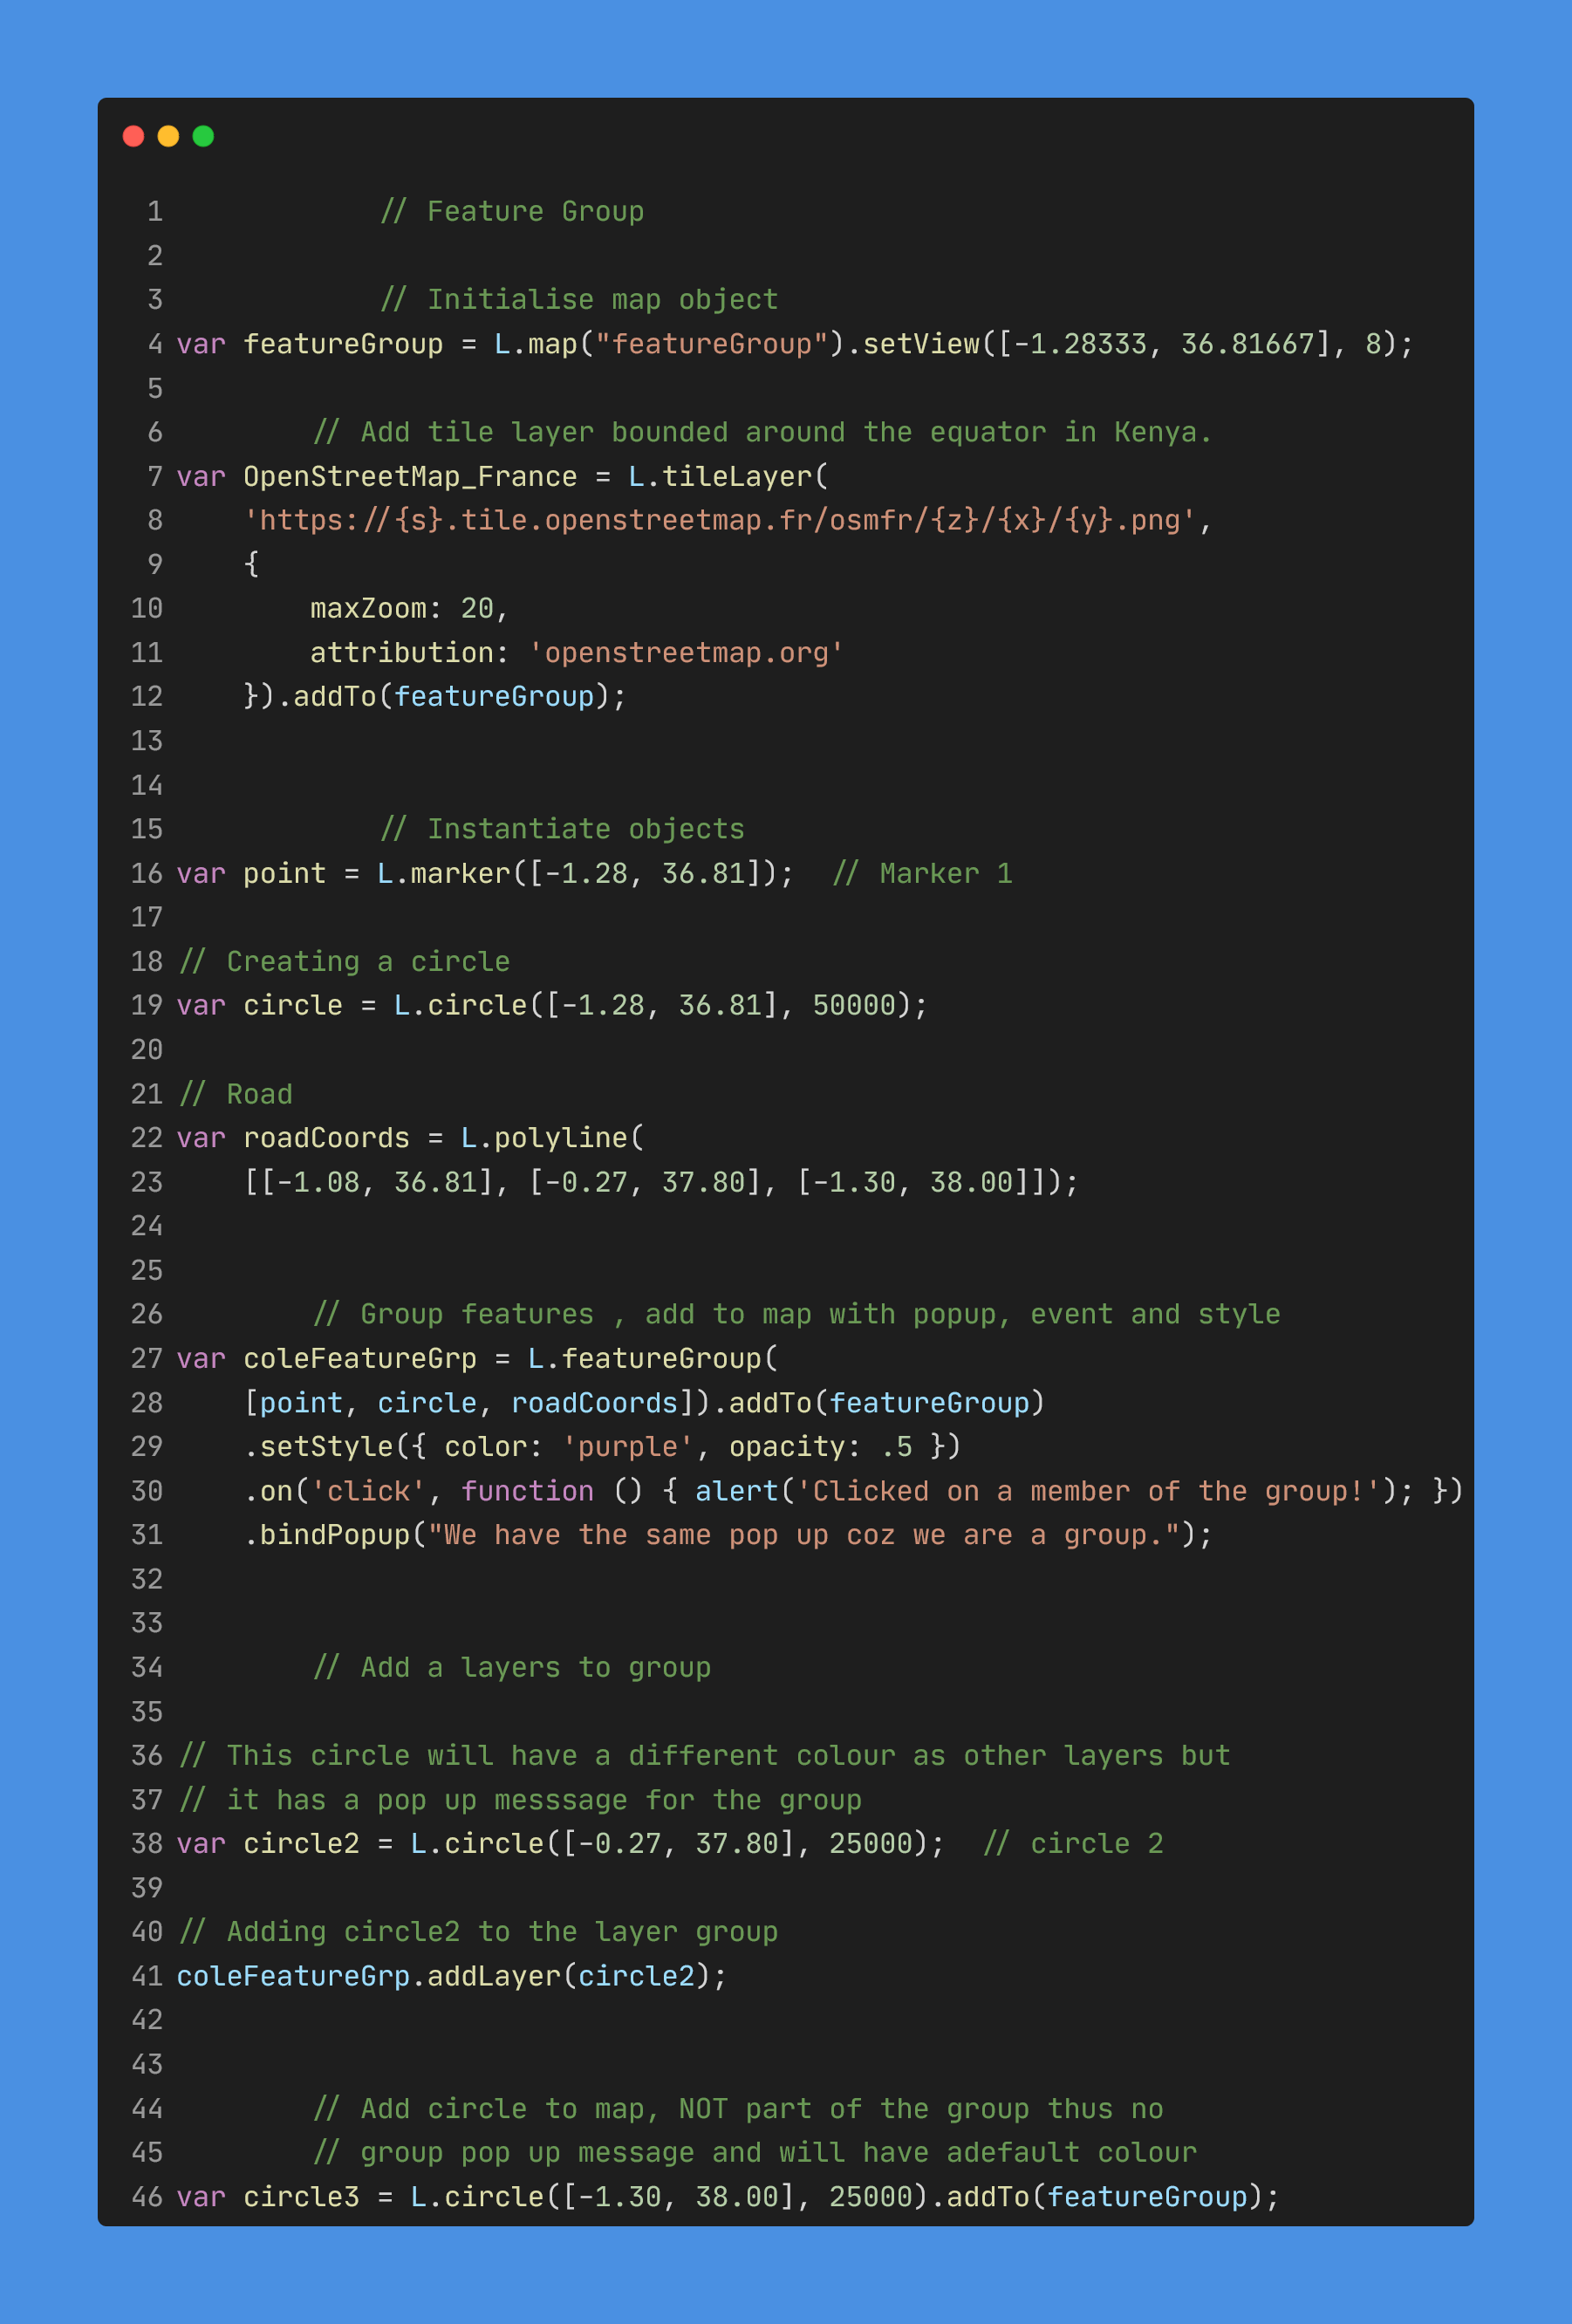 1 // Feature Group
2
3 // Initialise map object
4 var featureGroup = L.map("featureGroup").setView([-1.28333, 36.81667], 8);
5
6 // Add tile layer bounded around the equator in Kenya.
7 var OpenStreetMap_France = L.tileLayer(
8 'https://{s}.tile.openstreetmap.fr/osmfr/{z}/{x}/{y}.png',
9 {
10 maxZoom: 20,
11 attribution: 'openstreetmap.org'
12 }).addTo(featureGroup);
13
14
15 // Instantiate objects
16 var point = L.marker([-1.28, 36.81]);  // Marker 1
17
18 // Creating a circle
19 var circle = L.circle([-1.28, 36.81], 50000);
20
21 // Road
22 var roadCoords = L.polyline(
23 [[-1.08, 36.81], [-0.27, 37.80], [-1.30, 38.00]]);
24
25
26 // Group features , add to map with popup, event and style
27 var coleFeatureGrp = L.featureGroup(
28 [point, circle, roadCoords]).addTo(featureGroup)
29 .setStyle({ color: 'purple', opacity: .5 })
30 .on('click', function () { alert('Clicked on a member of the group!'); })
31 .bindPopup("We have the same pop up coz we are a group.");
32
33
34 // Add a layers to group
35
36 // This circle will have a different colour as other layers but
37 // it has a pop up messsage for the group
38 var circle2 = L.circle([-0.27, 37.80], 25000);  // circle 2
39
40 // Adding circle2 to the layer group
41 coleFeatureGrp.addLayer(circle2);
42
43
44 // Add circle to map, NOT part of the group thus no
45 // group pop up message and will have adefault colour
46 var circle3 = L.circle([-1.30, 38.00], 25000).addTo(featureGroup);